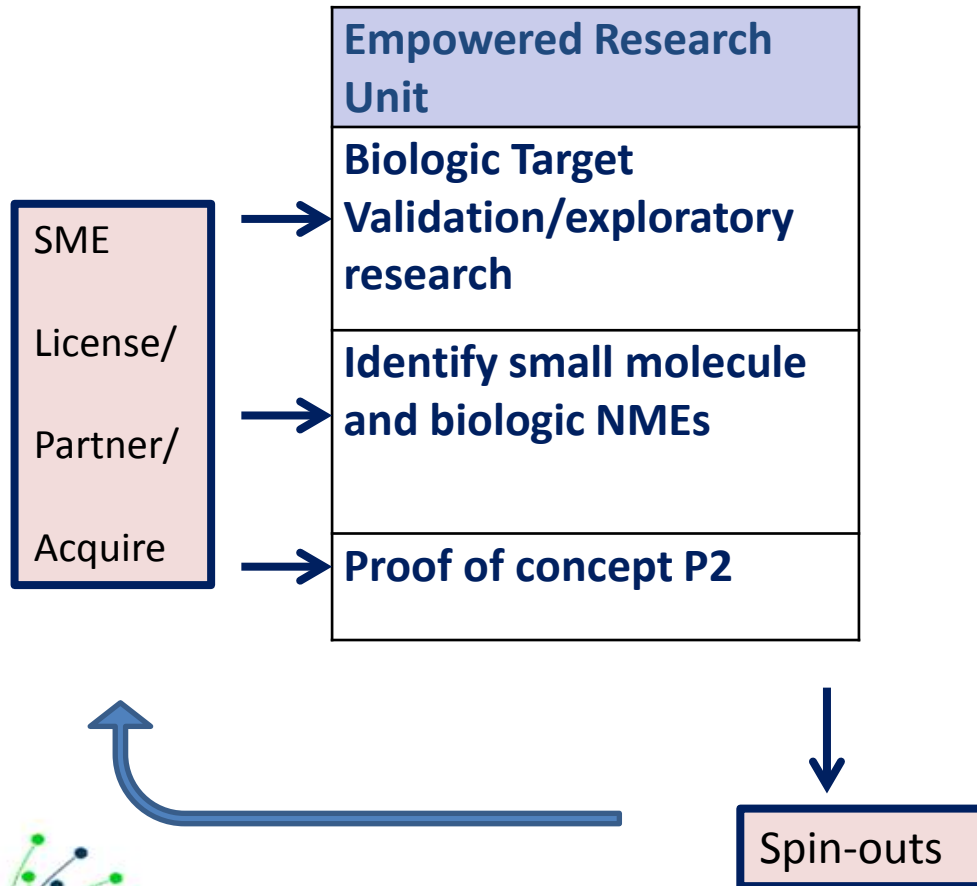 Empowered Research
Unit
Biologic Target
Validation/exploratory
research
SME
License/
Partner/
Acquire
Identify small molecule
and biologic NMEs
Proof of concept P2
Spin-outs